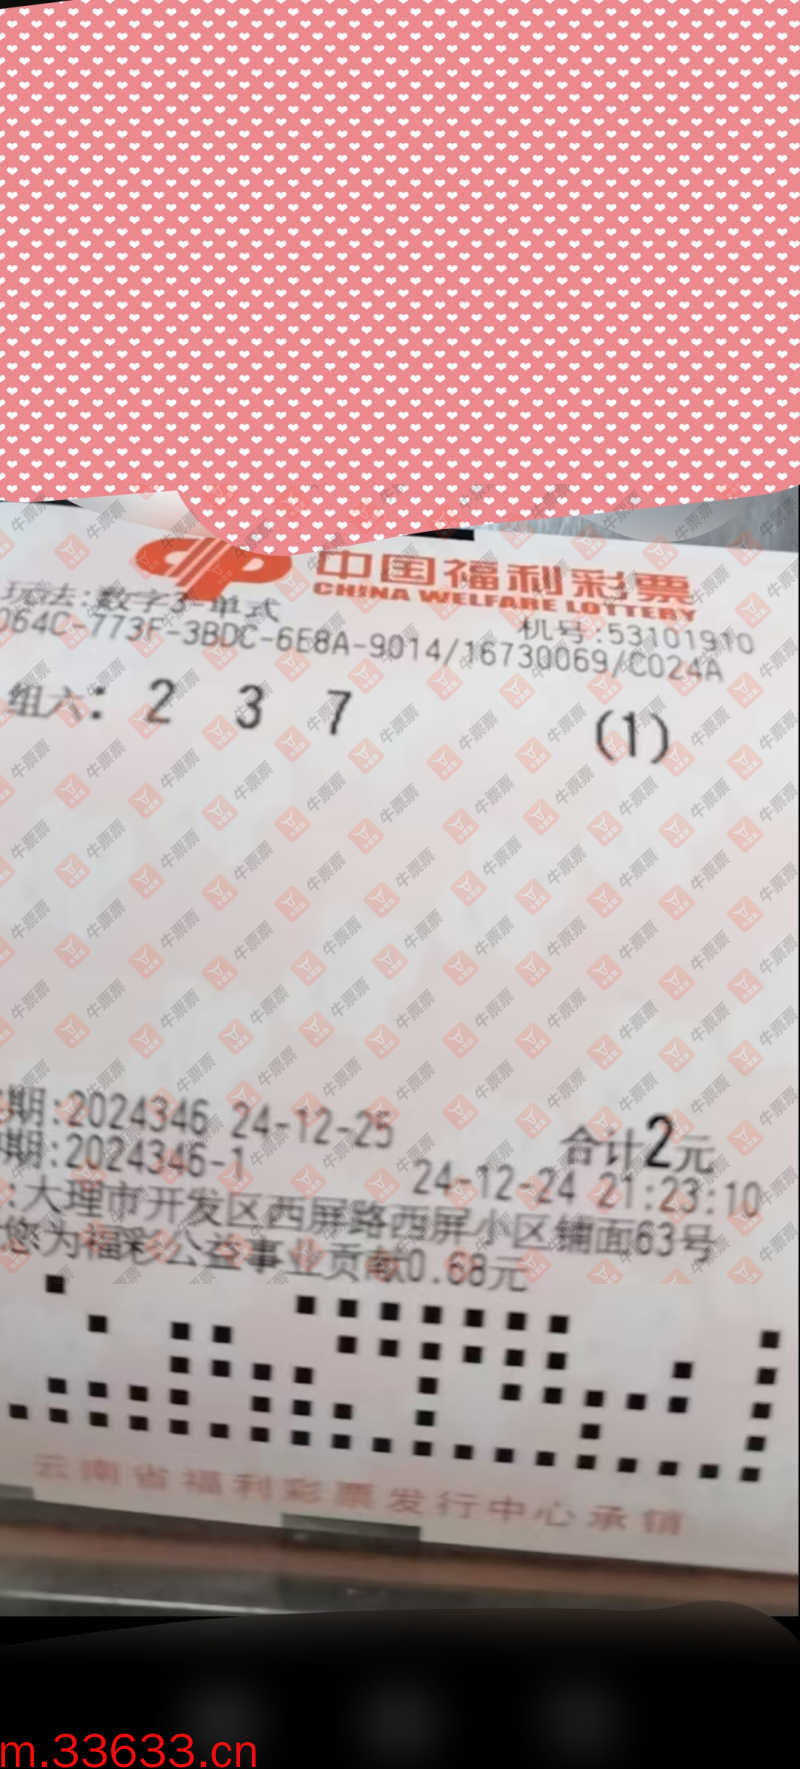 中国福利彩票
CHINA WELFARE LOTTERY
玩法:数字3-单式
机号:53101910
064C-773F-3BDC-6E8A-9014/16730069/C024A
组六: 2 3 7 (1)
期:2024346 24-12-25 合计2元
期:2024346-1 24-12-24 21:23:10
:大理市开发区西屏路西屏小区铺面63号
您为福彩公益事业贡献0.68元
云南省福利彩票发行中心承销
牛票票
m.33633.cn